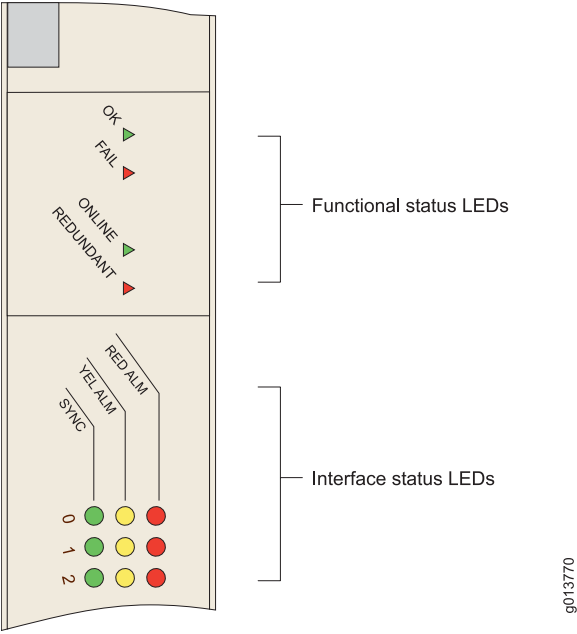 OK
FAIL
ONLINE
REDUNDANT
Functional status LEDs
RED ALM
YEL ALM
SYNC
Interface status LEDs
0
1
2
g013770